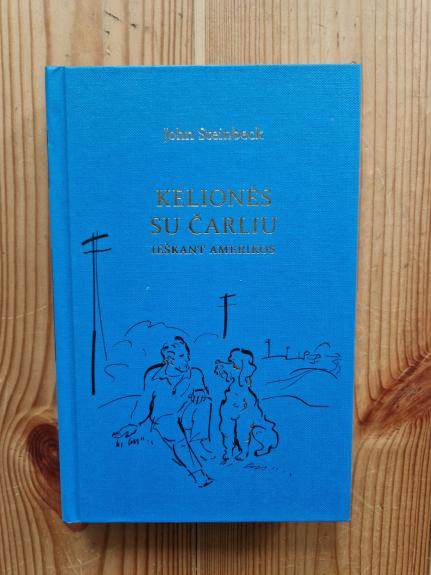 John Steinbeck
KELIONĖS
SU ČARLIU
IEŠKANT AMERIKOS